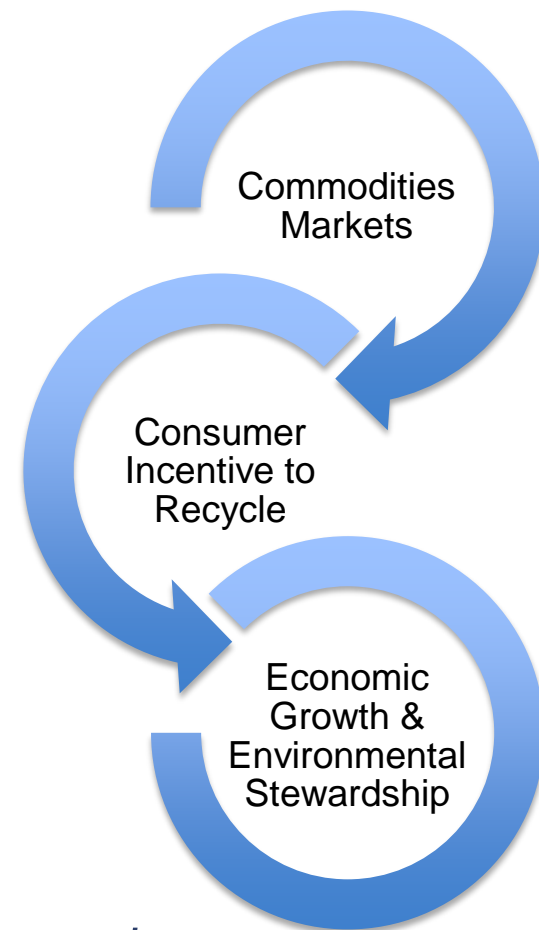 Commodities
Markets
Consumer
Incentive to
Recycle
Economic
Growth &
Environmental
Stewardship